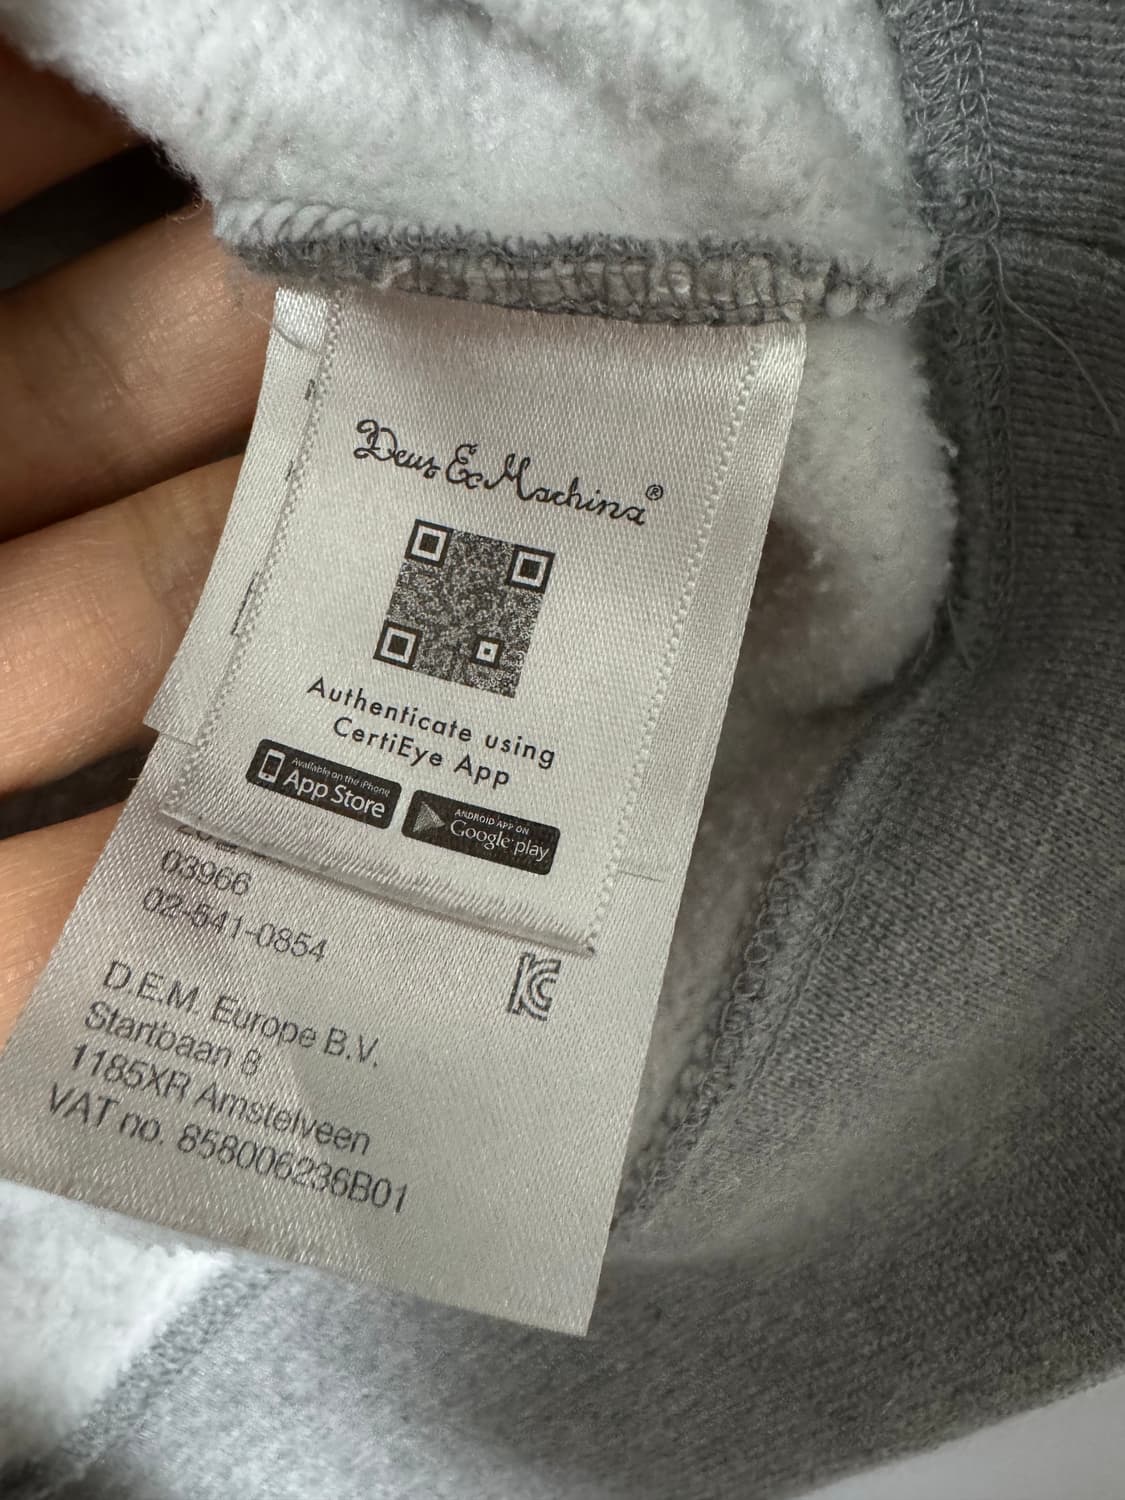 Deus Ex Machina®
Authenticate using
CertiEye App
Available on the iPhone
App Store
ANDROID APP ON
Google play
03966
02-541-0854
D.E.M. Europe B.V.
Startbaan 8
1185XR Amstelveen
VAT no. 858006236B01